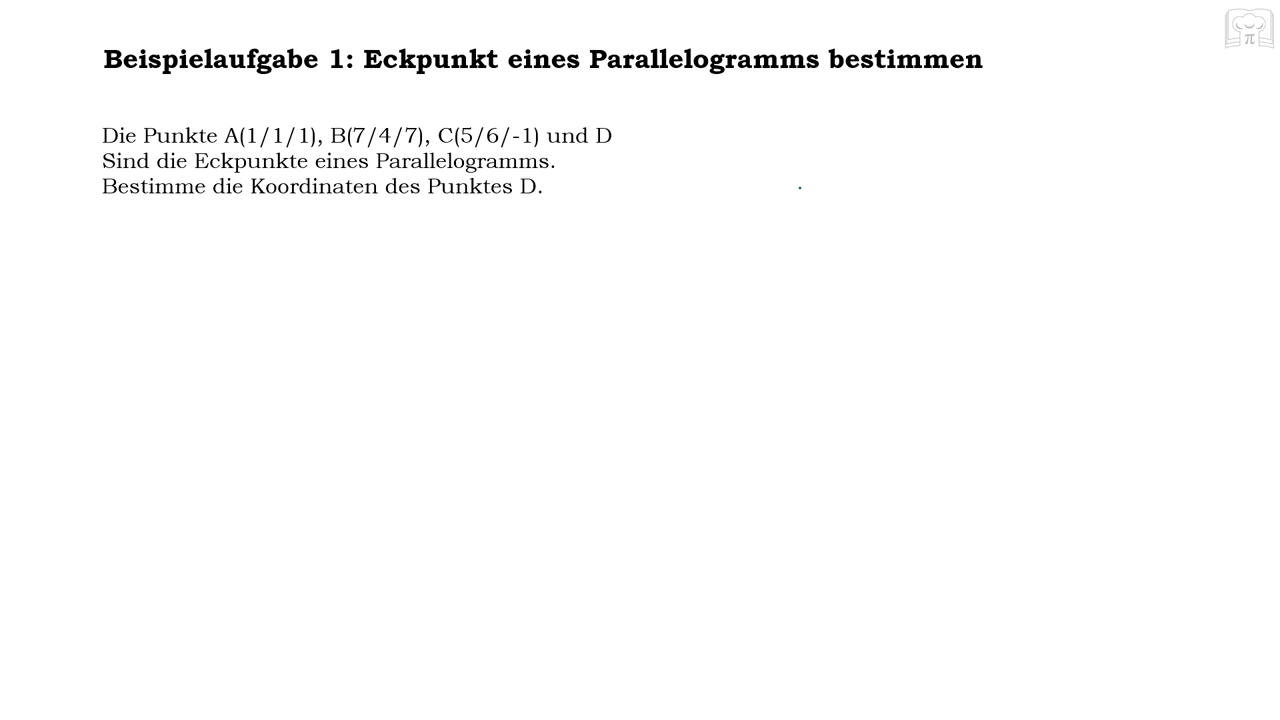 Beispielaufgabe 1: Eckpunkt eines Parallelogramms bestimmen
Die Punkte A(1/1/1), B(7/4/7), C(5/6/-1) und D
Sind die Eckpunkte eines Parallelogramms.
Bestimme die Koordinaten des Punktes D.
π